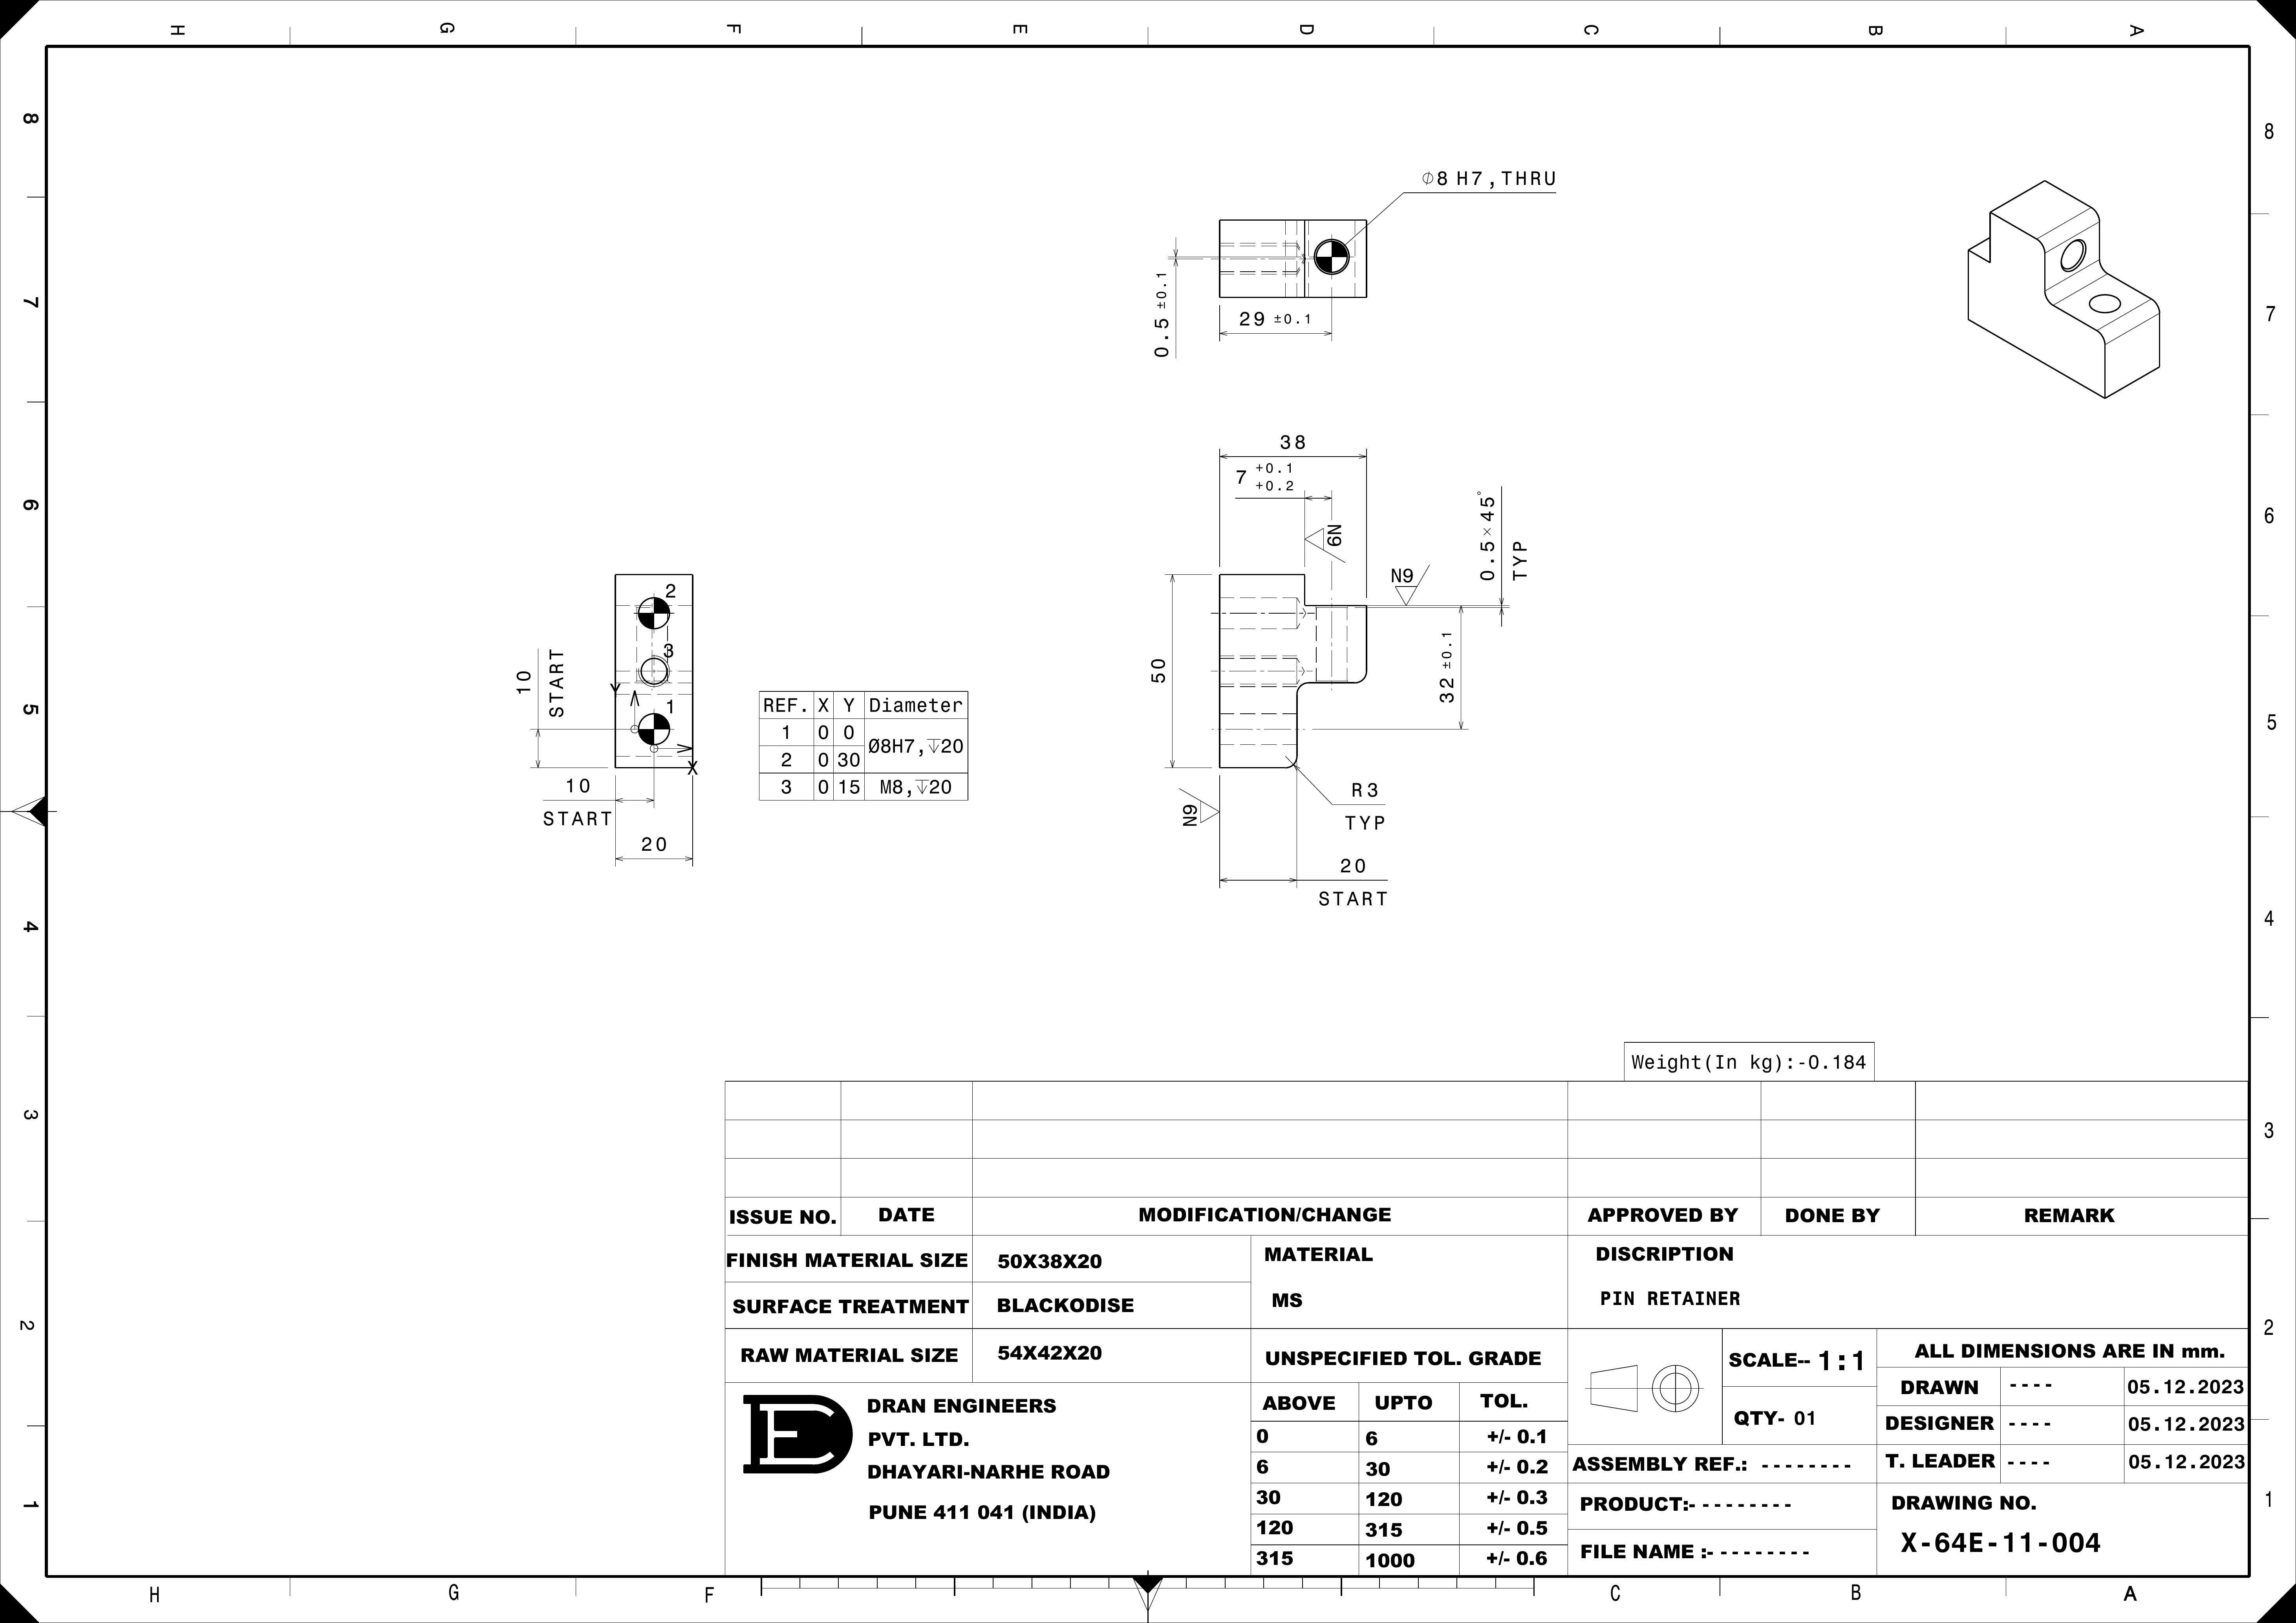 H G F E D C B A
8
8
Ø8 H7, THRU
7
7
0.5 ±0.1
29 ±0.1
38
7 +0.1
+0.2
6
6
N9
N9
0.5×45°
TYP
2
3
1
10
START
10
START
20
50
32 ±0.1
5
5
REF. X Y Diameter
1 0 0 Ø8H7,↧20
2 0 30
3 0 15 M8,↧20
X
N9
R3
TYP
20
START
4
4
Weight(In kg):-0.184
3
3
ISSUE NO. DATE MODIFICATION/CHANGE APPROVED BY DONE BY REMARK
FINISH MATERIAL SIZE 50X38X20 MATERIAL DISCRIPTION
SURFACE TREATMENT BLACKODISE MS PIN RETAINER
2
2
RAW MATERIAL SIZE 54X42X20 UNSPECIFIED TOL. GRADE SCALE-- 1:1 ALL DIMENSIONS ARE IN mm.
DRAN ENGINEERS
PVT. LTD.
DHAYARI-NARHE ROAD
PUNE 411 041 (INDIA)
ABOVE UPTO TOL.
0 6 +/- 0.1
6 30 +/- 0.2
30 120 +/- 0.3
120 315 +/- 0.5
315 1000 +/- 0.6
QTY- 01
DRAWN ---- 05.12.2023
DESIGNER ---- 05.12.2023
T. LEADER ---- 05.12.2023
ASSEMBLY REF.: --------
PRODUCT:---------
FILE NAME :---------
DRAWING NO.
X-64E-11-004
1
1
H G F C B A